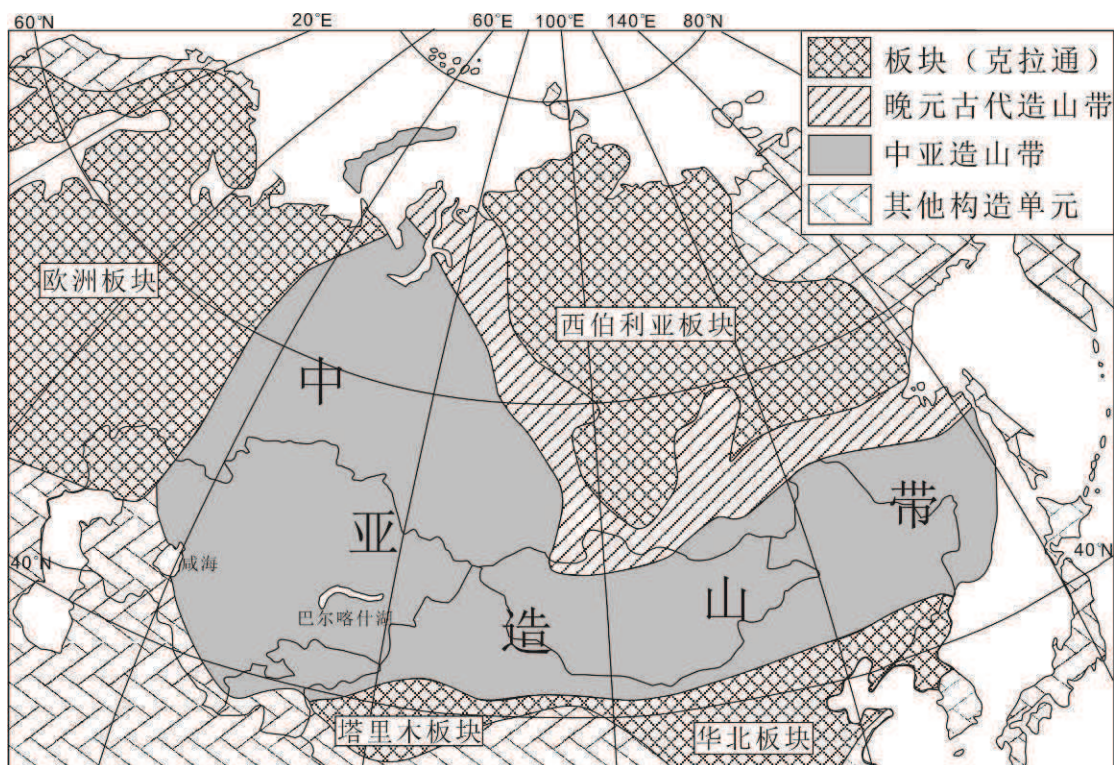 60°N 20°E 60°E 100°E 140°E 80°N
板块（克拉通）
晚元古代造山带
中亚造山带
其他构造单元
欧洲板块
西伯利亚板块
中
亚
造
山
带
咸海
巴尔喀什湖
40°N
40°N
塔里木板块
华北板块